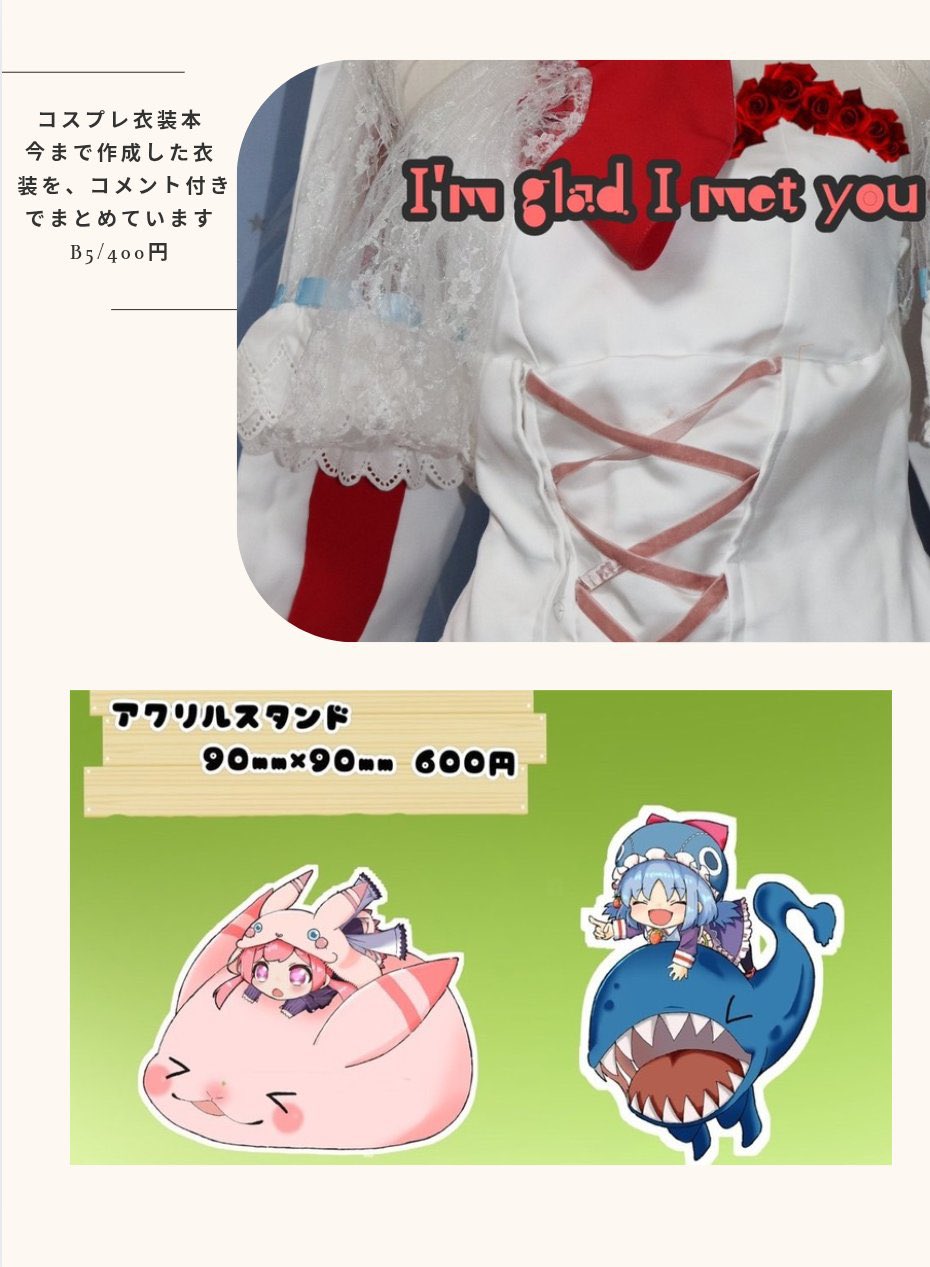 コスプレ衣装本
今まで作成した衣
装を、コメント付き
でまとめています
B5/400円
I'm glad I met you
アクリルスタンド
90mm×90mm 600円